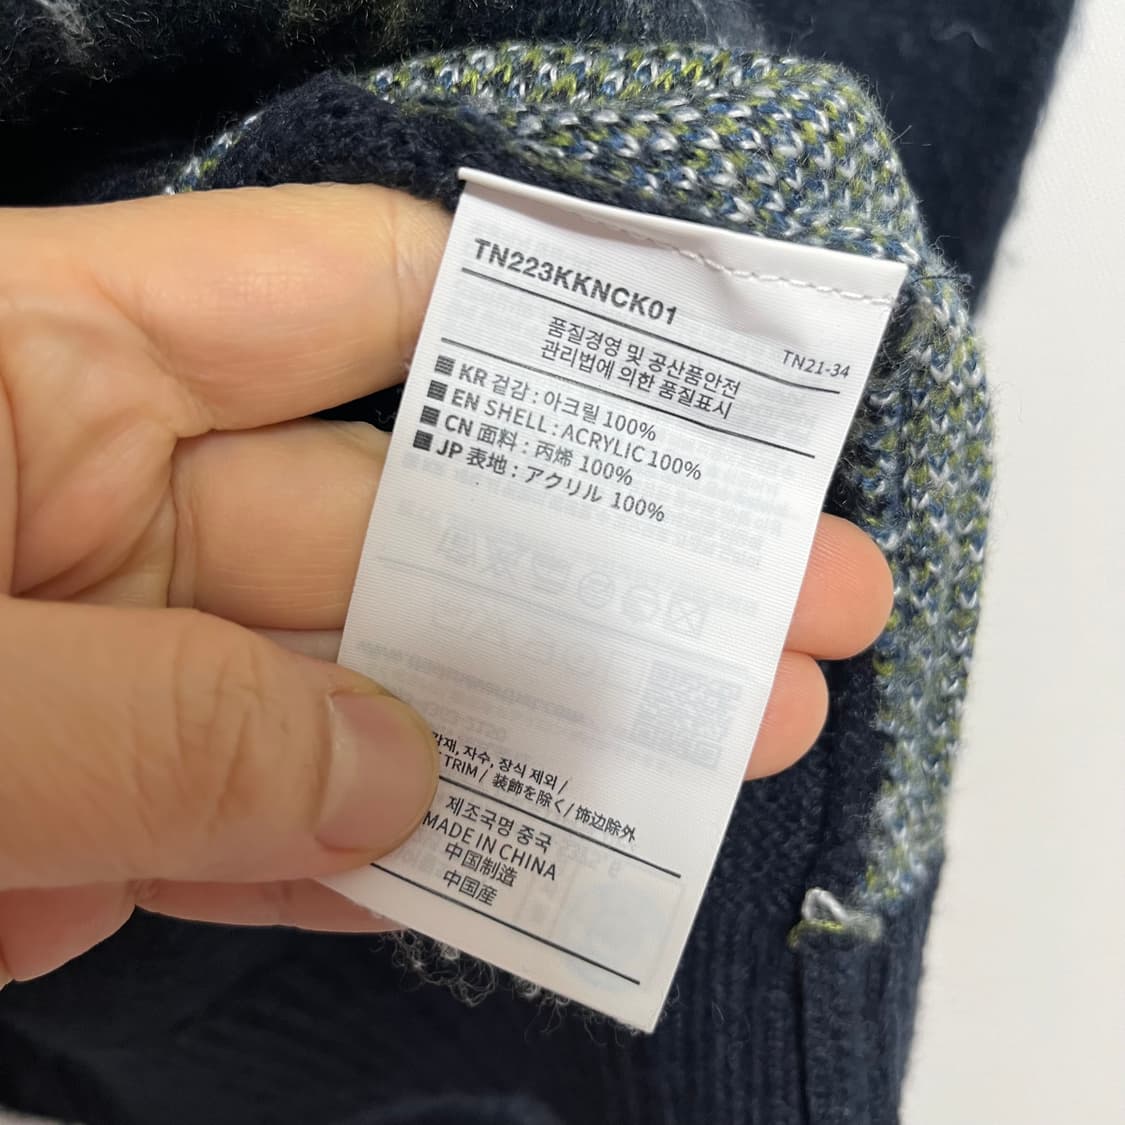 TN223KKNCK01
TN21-34
품질경영 및 공산품안전
관리법에 의한 품질표시
KR 겉감 : 아크릴 100%
EN SHELL : ACRYLIC 100%
CN 面料 : 丙烯 100%
JP 表地 : アクリル 100%
자수, 장식 제외 /
TRIM / 装飾を除く / 饰边除外
제조국명 중국
MADE IN CHINA
中国制造
中国産